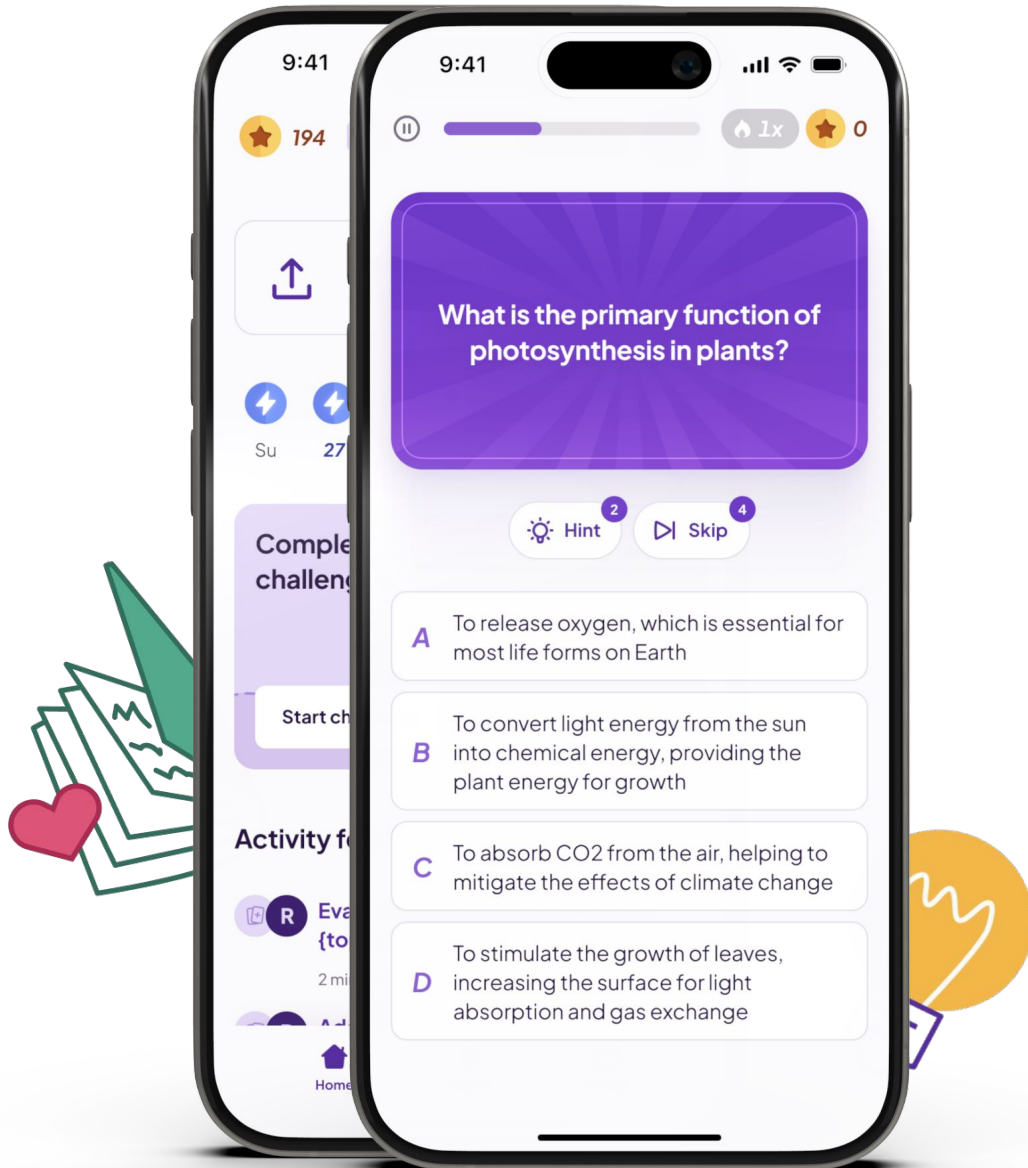 9:41
194
Su
27
Comple
challeng
Start ch
Activity f
R
Eva
{to
2 mi
Home
9:41
1x
0
What is the primary function of
photosynthesis in plants?
Hint
2
Skip
4
A
To release oxygen, which is essential for
most life forms on Earth
B
To convert light energy from the sun
into chemical energy, providing the
plant energy for growth
C
To absorb CO2 from the air, helping to
mitigate the effects of climate change
D
To stimulate the growth of leaves,
increasing the surface for light
absorption and gas exchange